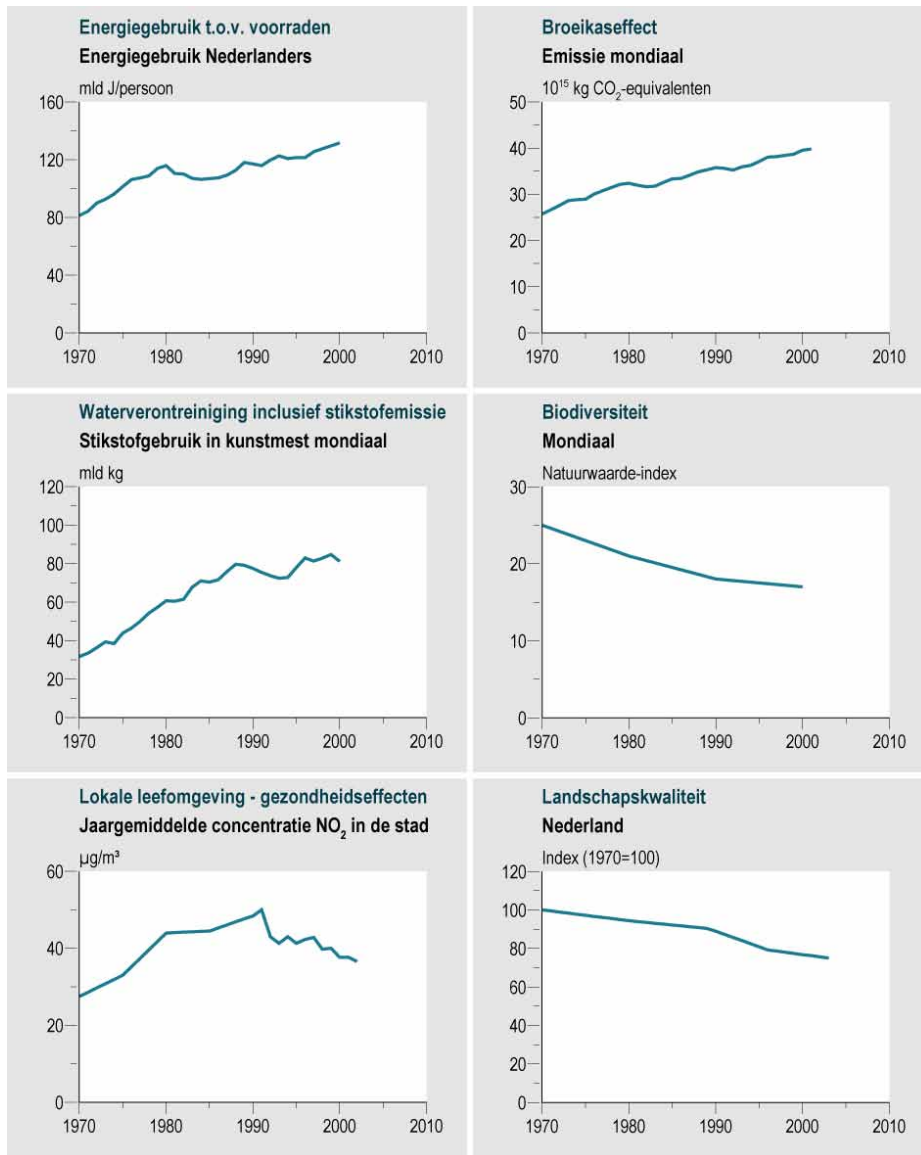 Energiegebruik t.o.v. voorraden
Energiegebruik Nederlanders
mld J/persoon
160
120
80
40
0
1970 1980 1990 2000 2010
Broeikaseffect
Emissie mondiaal
10¹⁵ kg CO₂-equivalenten
50
40
30
20
10
0
1970 1980 1990 2000 2010
Waterverontreiniging inclusief stikstofemissie
Stikstofgebruik in kunstmest mondiaal
mld kg
120
100
80
60
40
20
0
1970 1980 1990 2000 2010
Biodiversiteit
Mondiaal
Natuurwaarde-index
30
20
10
0
1970 1980 1990 2000 2010
Lokale leefomgeving - gezondheidseffecten
Jaargemiddelde concentratie NO₂ in de stad
µg/m³
60
40
20
0
1970 1980 1990 2000 2010
Landschapskwaliteit
Nederland
Index (1970=100)
120
100
80
60
40
20
0
1970 1980 1990 2000 2010